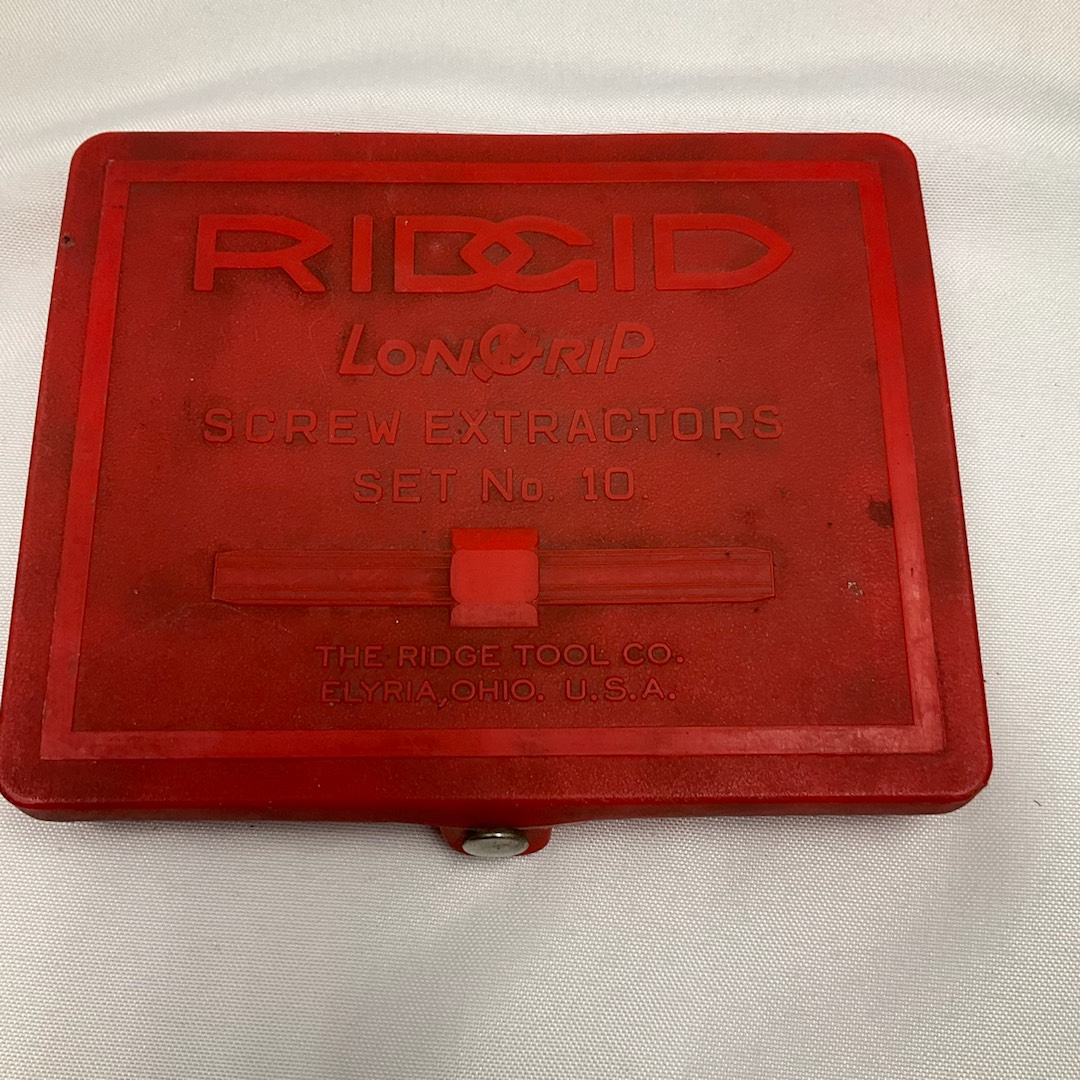 RIDGID
LONGRIP
SCREW EXTRACTORS
SET No. 10.
THE RIDGE TOOL CO.
ELYRIA, OHIO. U.S.A.